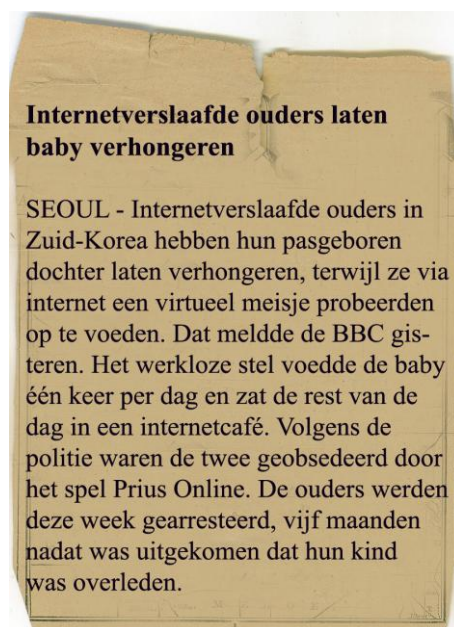 Internetverslaafde ouders laten
baby verhongeren
SEOUL - Internetverslaafde ouders in
Zuid-Korea hebben hun pasgeboren
dochter laten verhongeren, terwijl ze via
internet een virtueel meisje probeerden
op te voeden. Dat meldde de BBC gis-
teren. Het werkloze stel voedde de baby
één keer per dag en zat de rest van de
dag in een internetcafé. Volgens de
politie waren de twee geobsedeerd door
het spel Prius Online. De ouders werden
deze week gearresteerd, vijf maanden
nadat was uitgekomen dat hun kind
was overleden.